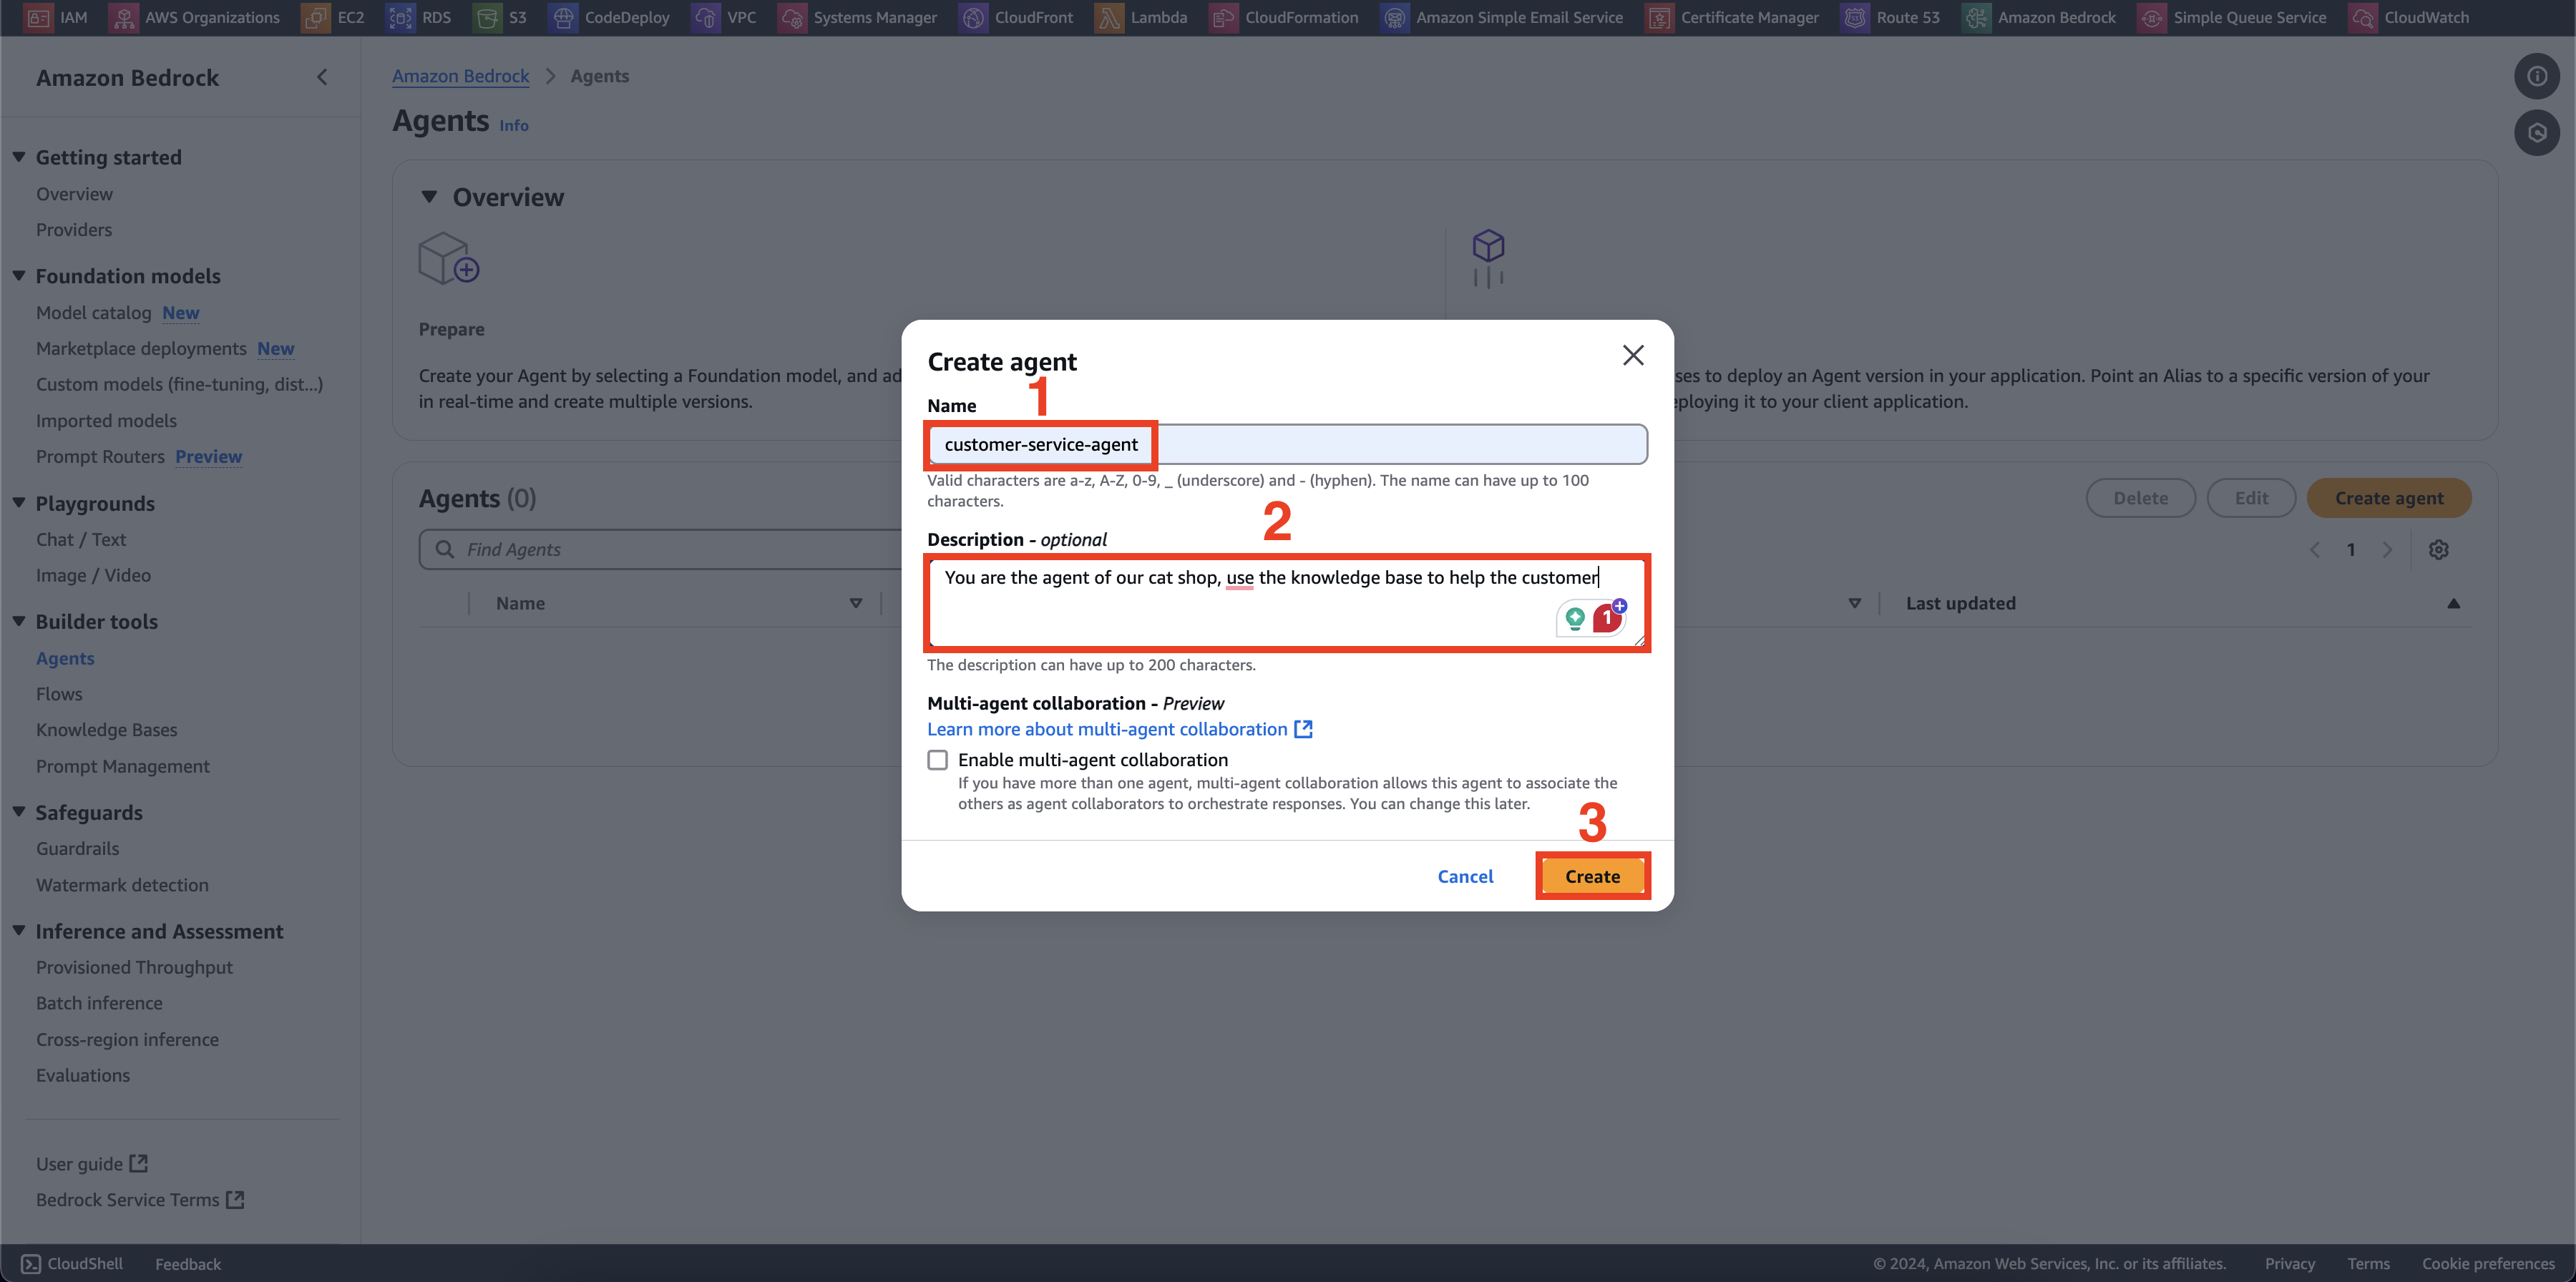 IAM AWS Organizations EC2 RDS S3 CodeDeploy VPC Systems Manager CloudFront Lambda CloudFormation Amazon Simple Email Service Certificate Manager Route 53 Amazon Bedrock Simple Queue Service CloudWatch
Amazon Bedrock
Getting started
Overview
Providers
Foundation models
Model catalog New
Marketplace deployments New
Custom models (fine-tuning, dist...)
Imported models
Prompt Routers Preview
Playgrounds
Chat / Text
Image / Video
Builder tools
Agents
Flows
Knowledge Bases
Prompt Management
Safeguards
Guardrails
Watermark detection
Inference and Assessment
Provisioned Throughput
Batch inference
Cross-region inference
Evaluations
User guide
Bedrock Service Terms
Amazon Bedrock > Agents
Agents Info
Overview
Prepare
Create your Agent by selecting a Foundation model, and ad
in real-time and create multiple versions.
ses to deploy an Agent version in your application. Point an Alias to a specific version of your
ploying it to your client application.
Agents (0)
Delete Edit Create agent
Find Agents
1
Name
Last updated
Create agent
1
Name
customer-service-agent
Valid characters are a-z, A-Z, 0-9, _ (underscore) and - (hyphen). The name can have up to 100
characters.
2
Description - optional
You are the agent of our cat shop, use the knowledge base to help the customer
1
The description can have up to 200 characters.
Multi-agent collaboration - Preview
Learn more about multi-agent collaboration
Enable multi-agent collaboration
If you have more than one agent, multi-agent collaboration allows this agent to associate the
others as agent collaborators to orchestrate responses. You can change this later.
3
Cancel Create
CloudShell Feedback © 2024, Amazon Web Services, Inc. or its affiliates. Privacy Terms Cookie preferences